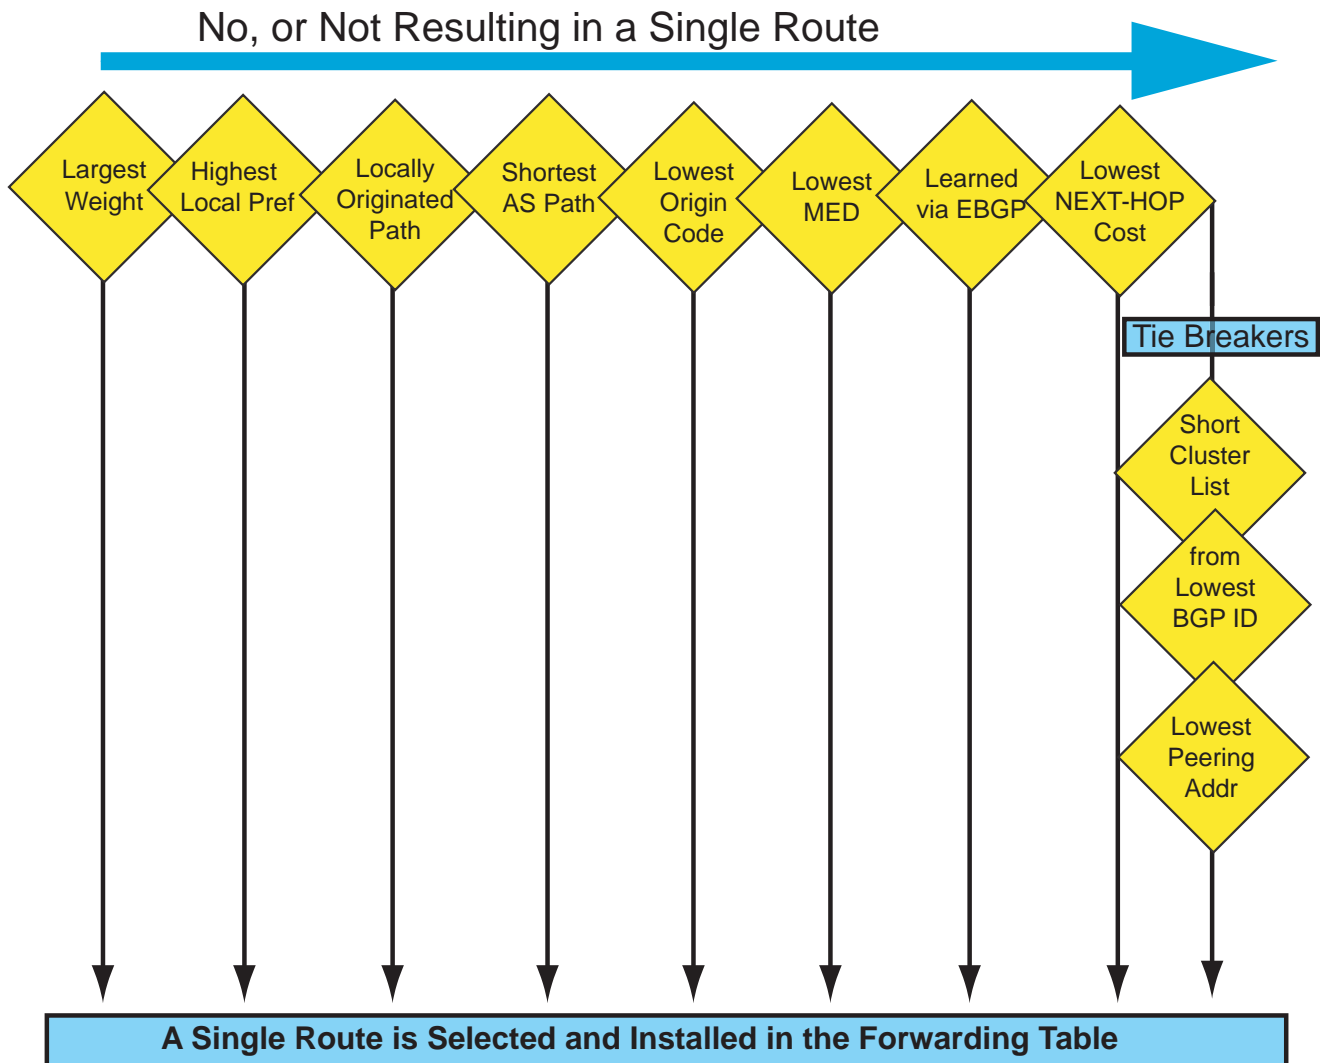 No, or Not Resulting in a Single Route
Largest
Weight
Highest
Local Pref
Locally
Originated
Path
Shortest
AS Path
Lowest
Origin
Code
Lowest
MED
Learned
via EBGP
Lowest
NEXT-HOP
Cost
Tie Breakers
Short
Cluster
List
from
Lowest
BGP ID
Lowest
Peering
Addr
A Single Route is Selected and Installed in the Forwarding Table